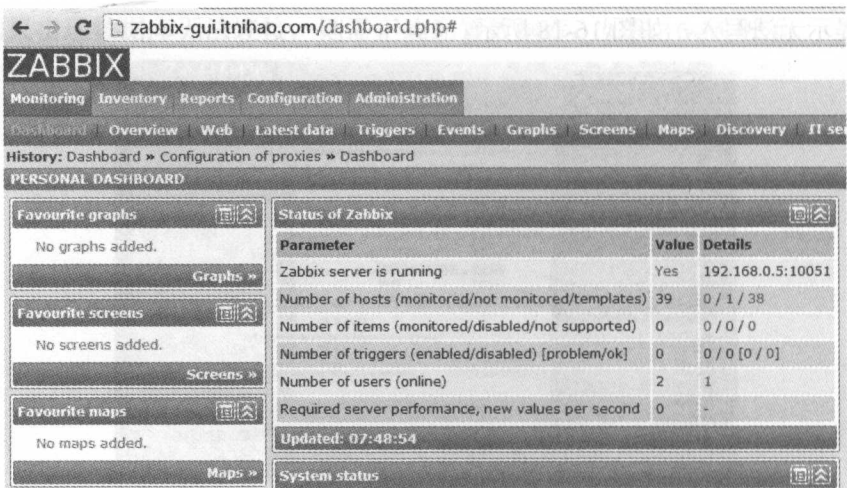 zabbix-gui.itnihao.com/dashboard.php#
ZABBIX
Monitoring Inventory Reports Configuration Administration
Dashboard | Overview | Web | Latest data | Triggers | Events | Graphs | Screens | Maps | Discovery | IT se
History: Dashboard » Configuration of proxies » Dashboard
PERSONAL DASHBOARD
Favourite graphs
No graphs added.
Graphs »
Favourite screens
No screens added.
Screens »
Favourite maps
No maps added.
Maps »
Status of Zabbix
Parameter Value Details
Zabbix server is running Yes 192.168.0.5:10051
Number of hosts (monitored/not monitored/templates) 39 0 / 1 / 38
Number of items (monitored/disabled/not supported) 0 0 / 0 / 0
Number of triggers (enabled/disabled) [problem/ok] 0 0 / 0 [0 / 0]
Number of users (online) 2 1
Required server performance, new values per second 0 -
Updated: 07:48:54
System status